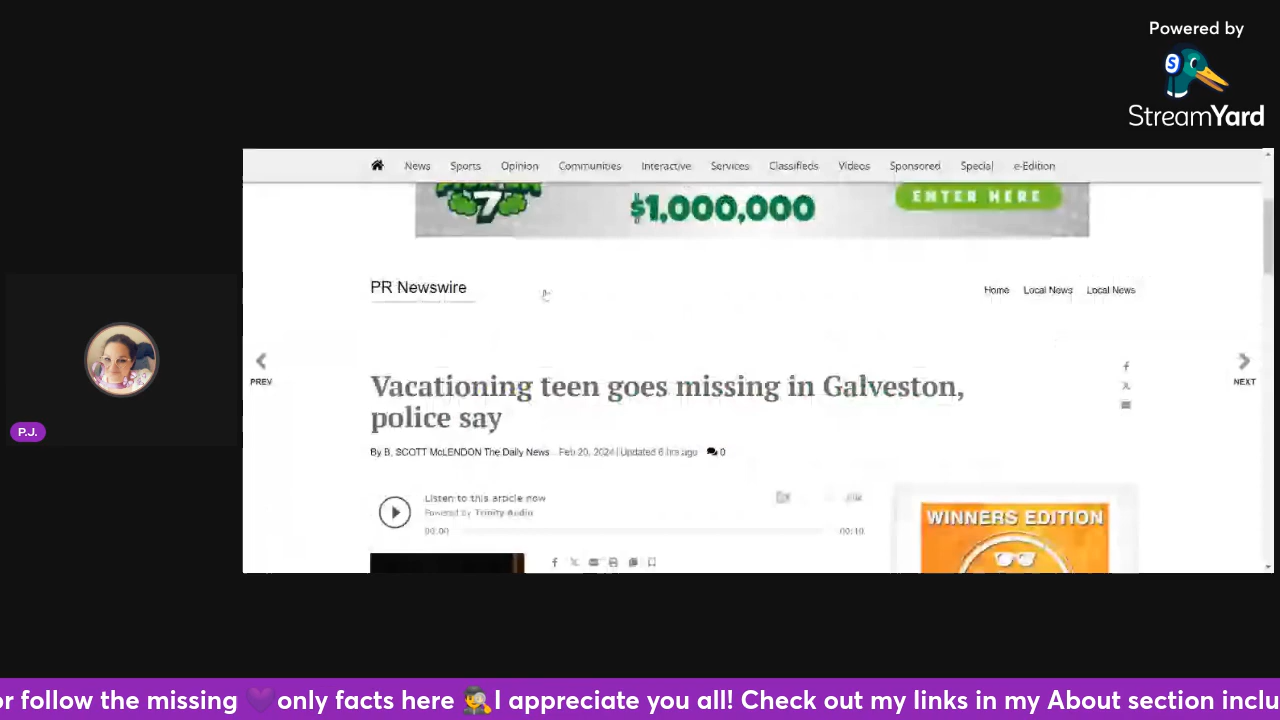 Powered by
S
StreamYard
News Sports Opinion Communities Interactive Services Classifieds Videos Sponsored Special e-Edition
7
$1,000,000
ENTER HERE
PR Newswire
Home Local News Local News
PREV
NEXT
Vacationing teen goes missing in Galveston,
police say
By B. SCOTT McLENDON The Daily News Feb 20, 2024 | Updated 6 hrs ago 0
Listen to this article now
Powered by Trinity Audio
00:00
WINNERS EDITION
P.J.
or follow the missing 💜only facts here 🕵I appreciate you all! Check out my links in my About section inclu